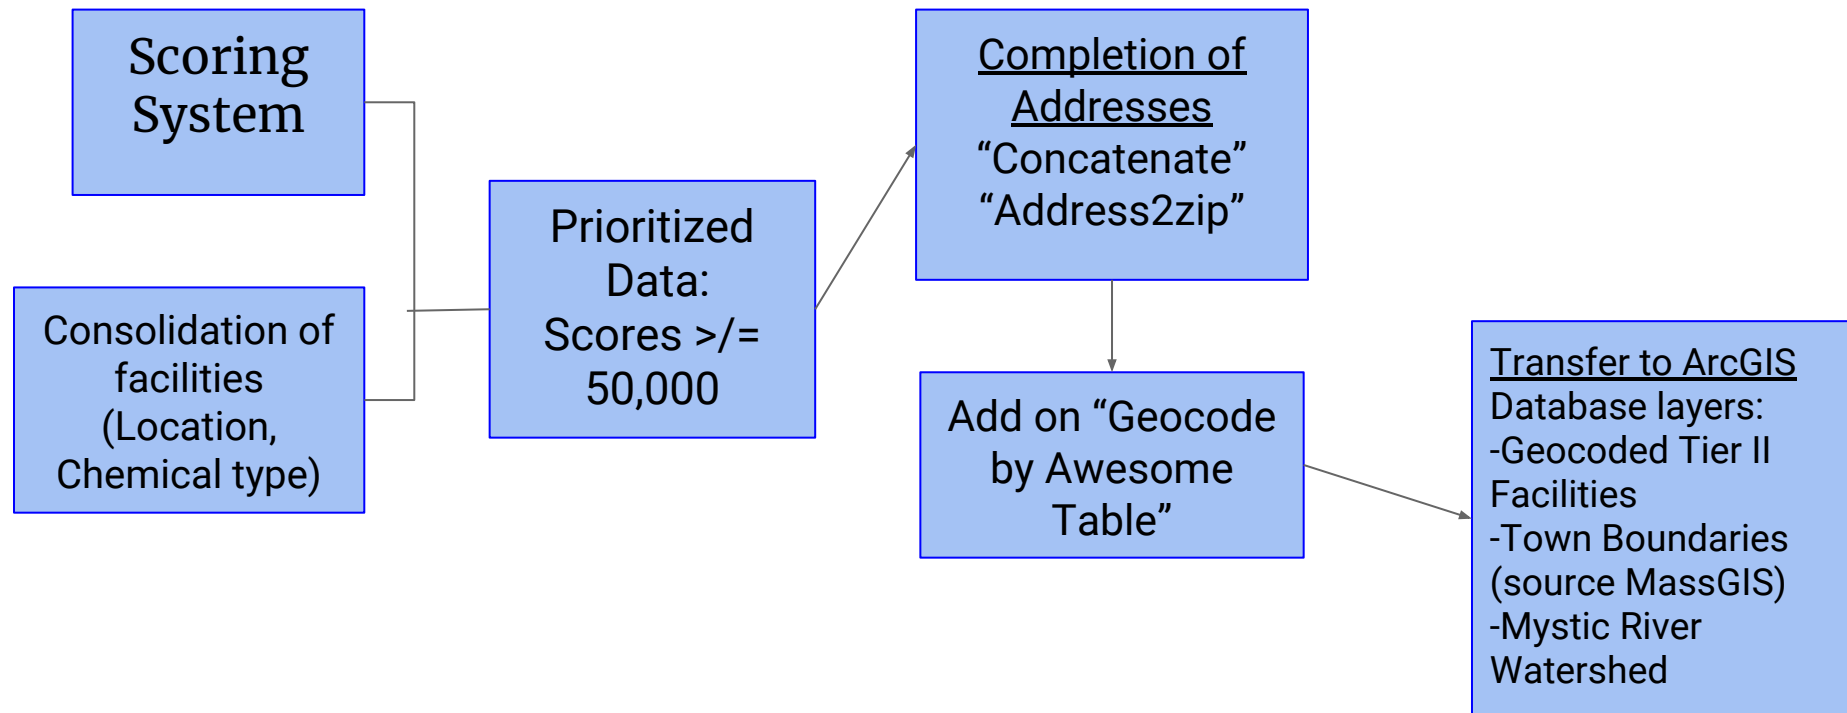 Scoring
System
Consolidation of
facilities
(Location,
Chemical type)
Prioritized
Data:
Scores >/=
50,000
Completion of
Addresses
“Concatenate”
“Address2zip”
Add on “Geocode
by Awesome
Table”
Transfer to ArcGIS
Database layers:
-Geocoded Tier II
Facilities
-Town Boundaries
(source MassGIS)
-Mystic River
Watershed